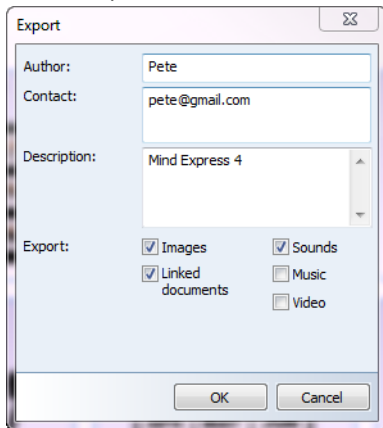 Export
Author: Pete
Contact: pete@gmail.com
Description: Mind Express 4
Export: Images Sounds
Linked Music
documents
Video
OK Cancel